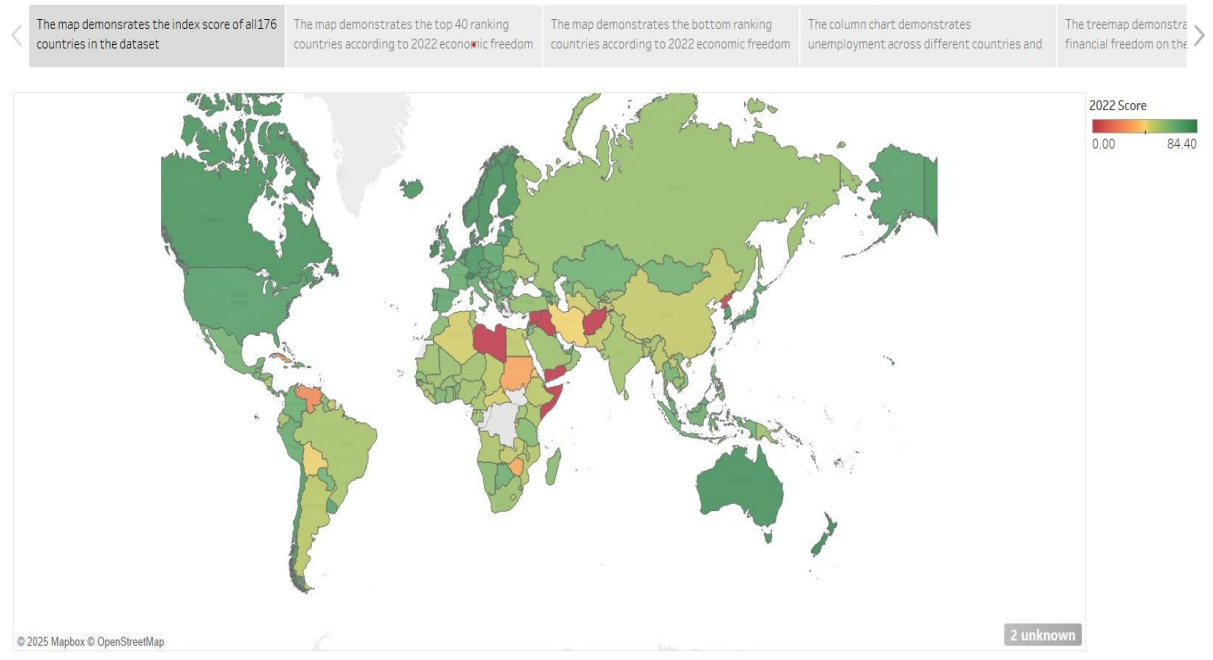 The map demonsrates the index score of all176
countries in the dataset
The map demonstrates the top 40 ranking
countries according to 2022 economic freedom
The map demonstrates the bottom ranking
countries according to 2022 economic freedom
The column chart demonstrates
unemployment across different countries and
The treemap demonstra
financial freedom on the
2022 Score
0.00 84.40
© 2025 Mapbox © OpenStreetMap
2 unknown